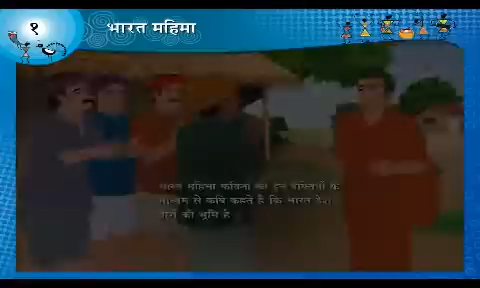 १
भारत महिमा
भारत महिमा कविता की इन पंक्तियों के
माध्यम से कवि कहते हैं कि भारत देश
की भूमि है